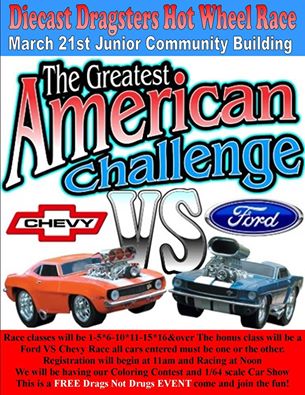 Diecast Dragsters Hot Wheel Race
March 21st Junior Community Building
The Greatest
American
challenge
VS
CHEVY
Ford
Race classes will be 1-5*6-10*11-15*16&over The bonus class will be a
Ford VS Chevy Race all cars entered must be one or the other.
Registration will begin at 11am and Racing at Noon
We will be having our Coloring Contest and 1/64 scale Car Show
This is a FREE Drags Not Drugs EVENT come and join the fun!